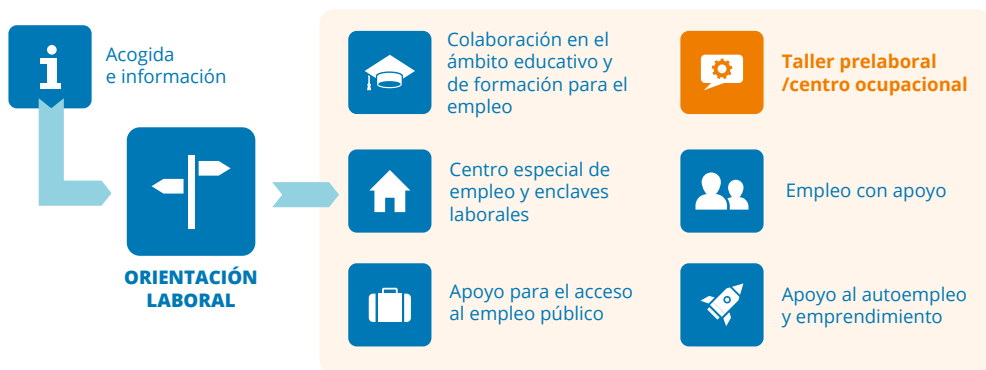 Acogida
e información
ORIENTACIÓN
LABORAL
Colaboración en el
ámbito educativo y
de formación para el
empleo
Taller prelaboral
/centro ocupacional
Centro especial de
empleo y enclaves
laborales
Empleo con apoyo
Apoyo para el acceso
al empleo público
Apoyo al autoempleo
y emprendimiento